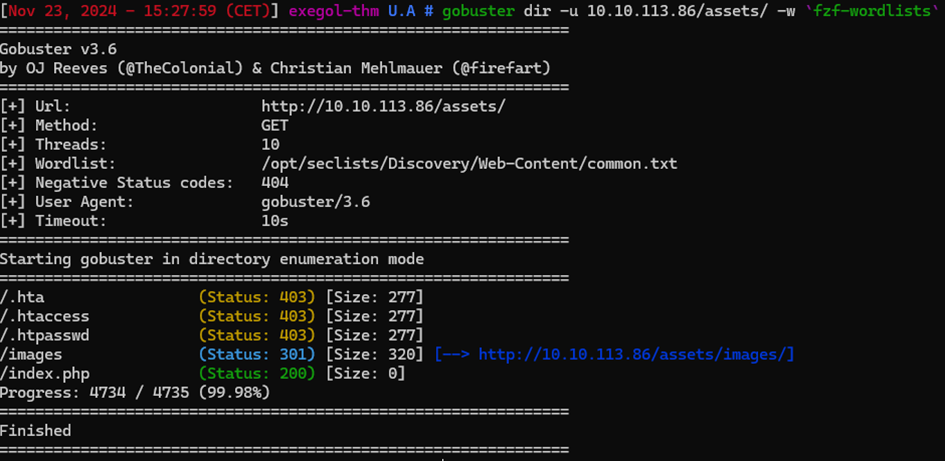 [Nov 23, 2024 - 15:27:59 (CET)] exegol-thm U.A # gobuster dir -u 10.10.113.86/assets/ -w `fzf-wordlists`
===============================================================
Gobuster v3.6
by OJ Reeves (@TheColonial) & Christian Mehlmauer (@firefart)
===============================================================
[+] Url:                     http://10.10.113.86/assets/
[+] Method:                  GET
[+] Threads:                 10
[+] Wordlist:                /opt/seclists/Discovery/Web-Content/common.txt
[+] Negative Status codes:   404
[+] User Agent:              gobuster/3.6
[+] Timeout:                 10s
===============================================================
Starting gobuster in directory enumeration mode
===============================================================
/.hta                 (Status: 403) [Size: 277]
/.htaccess            (Status: 403) [Size: 277]
/.htpasswd            (Status: 403) [Size: 277]
/images               (Status: 301) [Size: 320] [--> http://10.10.113.86/assets/images/]
/index.php            (Status: 200) [Size: 0]
Progress: 4734 / 4735 (99.98%)
===============================================================
Finished
===============================================================